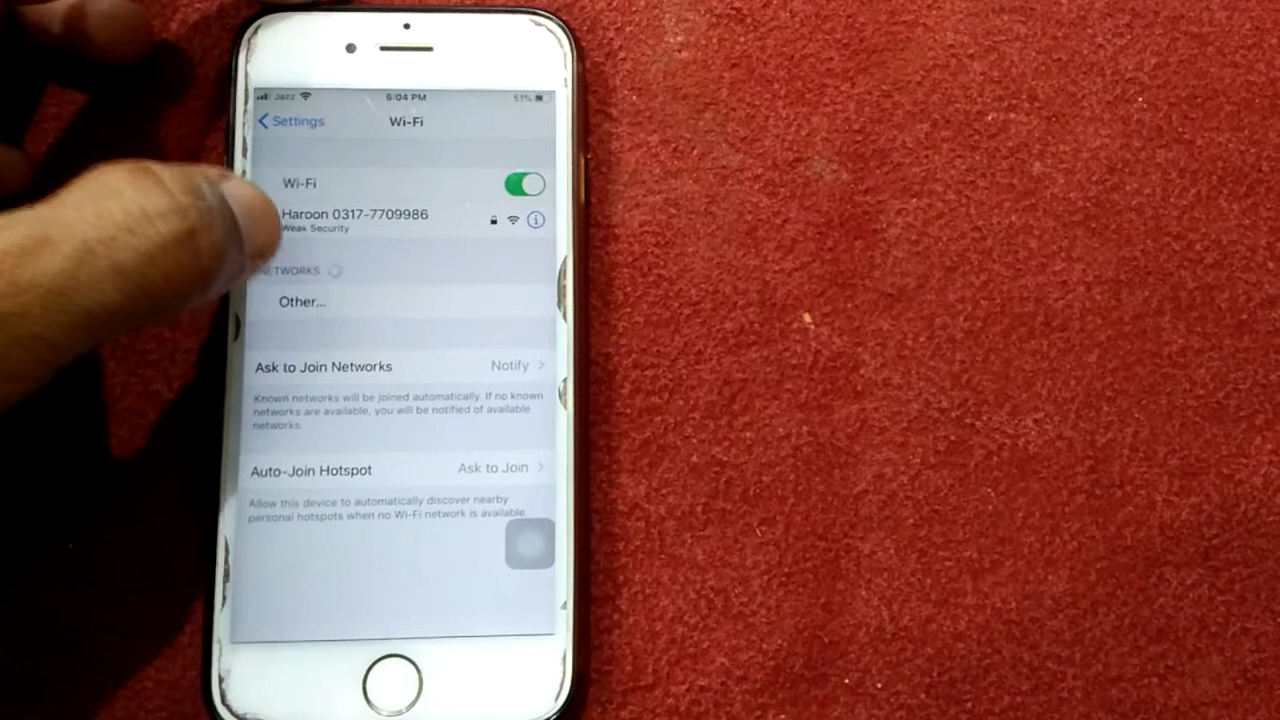 Jazz 6:04 PM 51%
Settings Wi-Fi
Wi-Fi
Haroon 0317-7709986
Weak Security
NETWORKS
Other...
Ask to Join Networks Notify
Known networks will be joined automatically. If no known
networks are available, you will be notified of available
networks.
Auto-Join Hotspot Ask to Join
Allow this device to automatically discover nearby
personal hotspots when no Wi-Fi network is available.